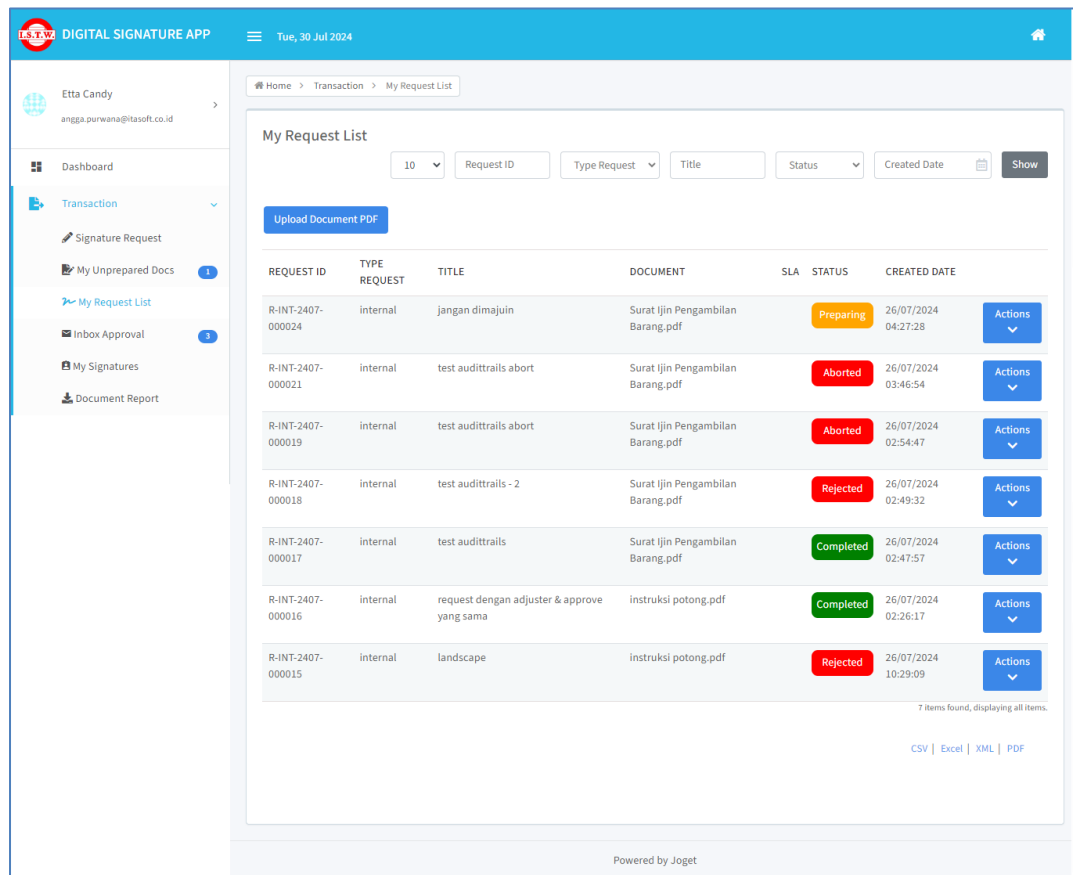 I.S.T.W. DIGITAL SIGNATURE APP
Tue, 30 Jul 2024
Etta Candy
angga.purwana@itasoft.co.id
Dashboard
Transaction
Signature Request
My Unprepared Docs 1
My Request List
Inbox Approval 3
My Signatures
Document Report
Home > Transaction > My Request List
My Request List
10 Request ID Type Request Title Status Created Date Show
Upload Document PDF
REQUEST ID TYPE REQUEST TITLE DOCUMENT SLA STATUS CREATED DATE
R-INT-2407-000024 internal jangan dimajuin Surat Ijin Pengambilan Barang.pdf Preparing 26/07/2024 04:27:28 Actions
R-INT-2407-000021 internal test audittrails abort Surat Ijin Pengambilan Barang.pdf Aborted 26/07/2024 03:46:54 Actions
R-INT-2407-000019 internal test audittrails abort Surat Ijin Pengambilan Barang.pdf Aborted 26/07/2024 02:54:47 Actions
R-INT-2407-000018 internal test audittrails - 2 Surat Ijin Pengambilan Barang.pdf Rejected 26/07/2024 02:49:32 Actions
R-INT-2407-000017 internal test audittrails Surat Ijin Pengambilan Barang.pdf Completed 26/07/2024 02:47:57 Actions
R-INT-2407-000016 internal request dengan adjuster & approve yang sama instruksi potong.pdf Completed 26/07/2024 02:26:17 Actions
R-INT-2407-000015 internal landscape instruksi potong.pdf Rejected 26/07/2024 10:29:09 Actions
7 items found, displaying all items.
CSV | Excel | XML | PDF
Powered by Joget